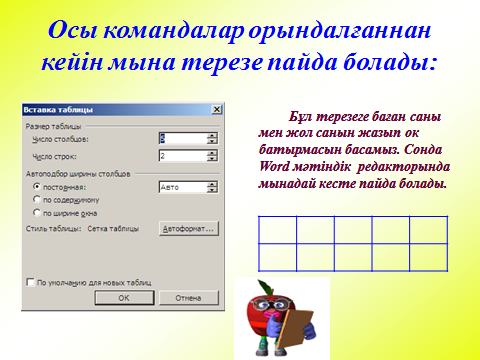 Осы командалар орындалғаннан
кейін мына терезе пайда болады:
Вставка таблицы
Размер таблицы
Число столбцов: 5
Число строк: 2
Автоподбор ширины столбцов
постоянная: Авто
по содержимому
по ширине окна
Стиль таблицы: Сетка таблицы Автоформат...
По умолчанию для новых таблиц
ОК Отмена
Бұл терезеге баған саны
мен жол санын жазып ок
батырмасын басамыз. Сонда
Word мәтіндік редакторында
мынадай кесте пайда болады.